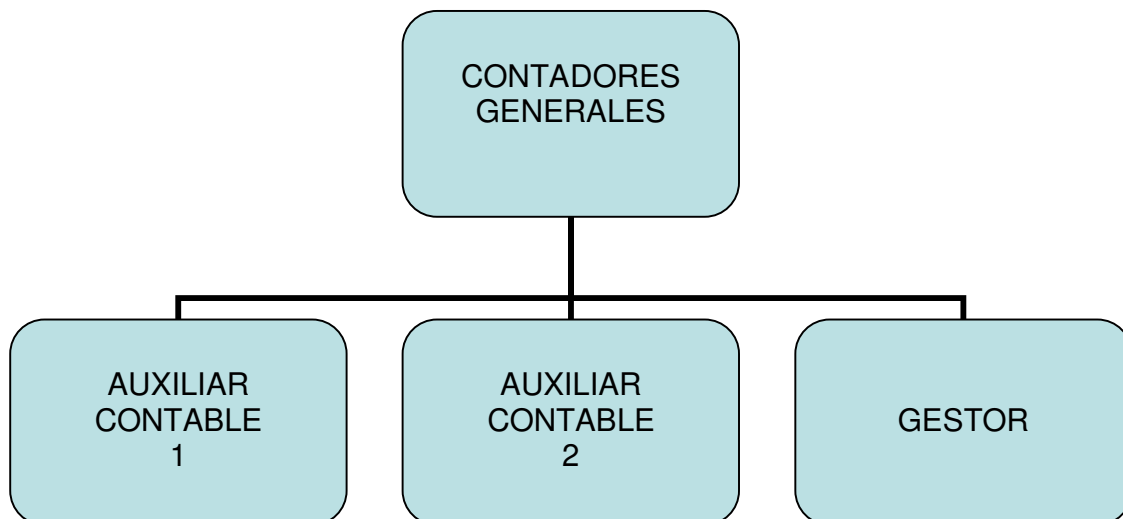 CONTADORES
GENERALES
AUXILIAR
CONTABLE
1
AUXILIAR
CONTABLE
2
GESTOR